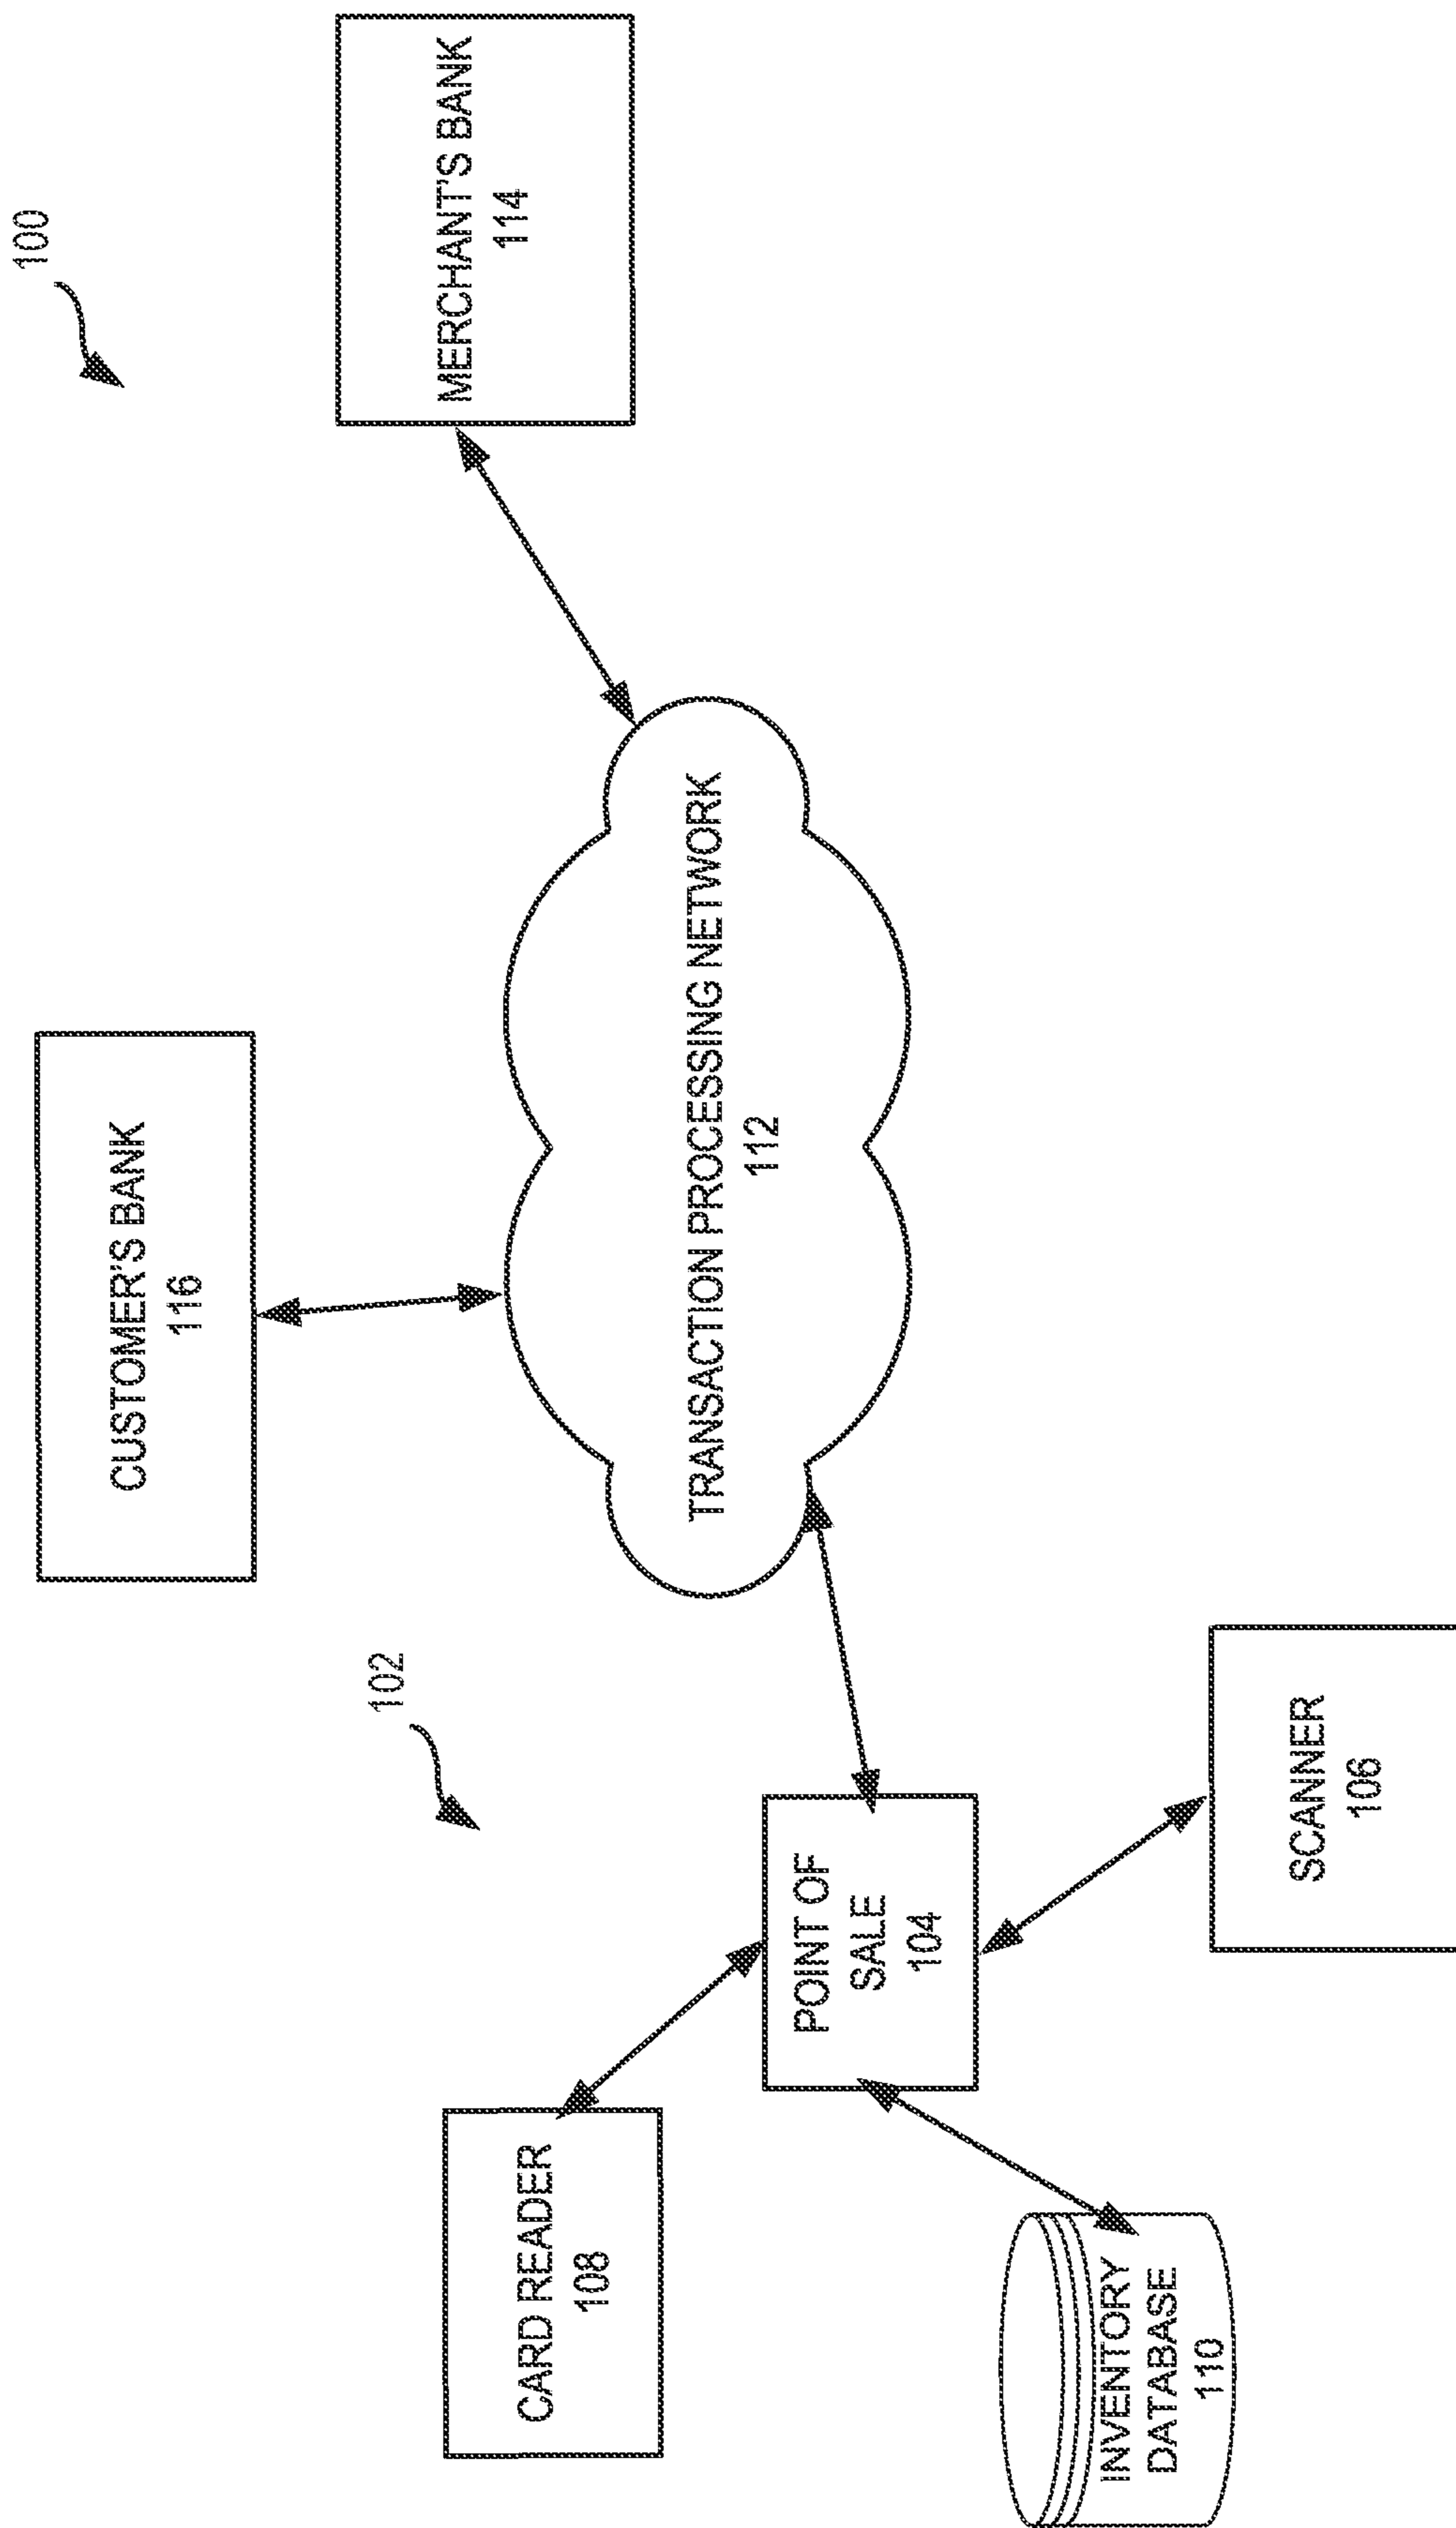 100
CUSTOMER'S BANK
116
MERCHANT'S BANK
114
102
CARD READER
108
TRANSACTION PROCESSING NETWORK
112
POINT OF
SALE
104
INVENTORY
DATABASE
110
SCANNER
106